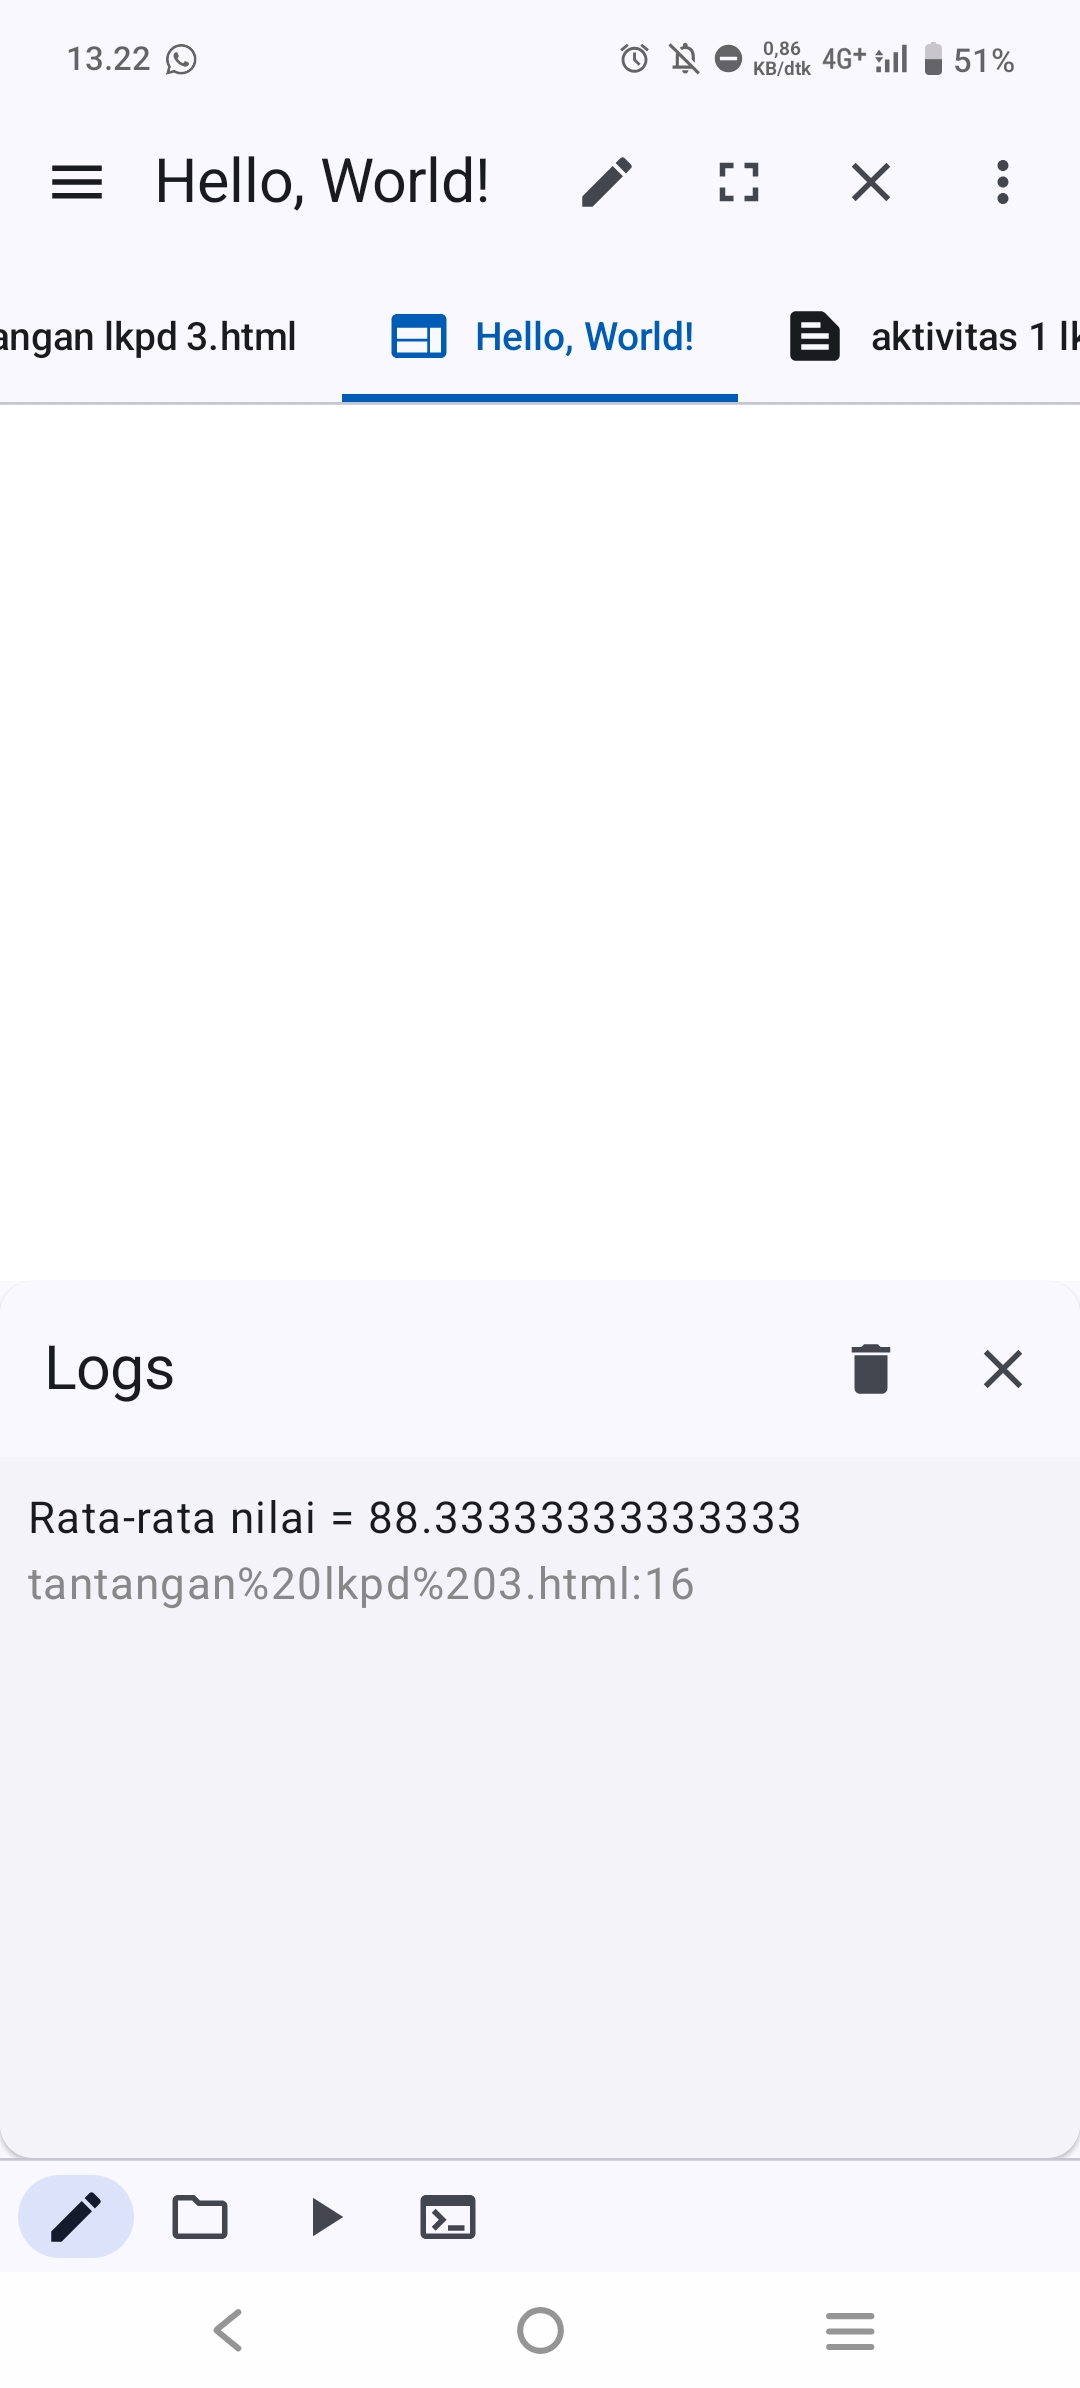 13.22
0,86
KB/dtk
4G+
51%
Hello, World!
angan lkpd 3.html
Hello, World!
aktivitas 1 lk
Logs
Rata-rata nilai = 88.33333333333333
tantangan%20lkpd%203.html:16